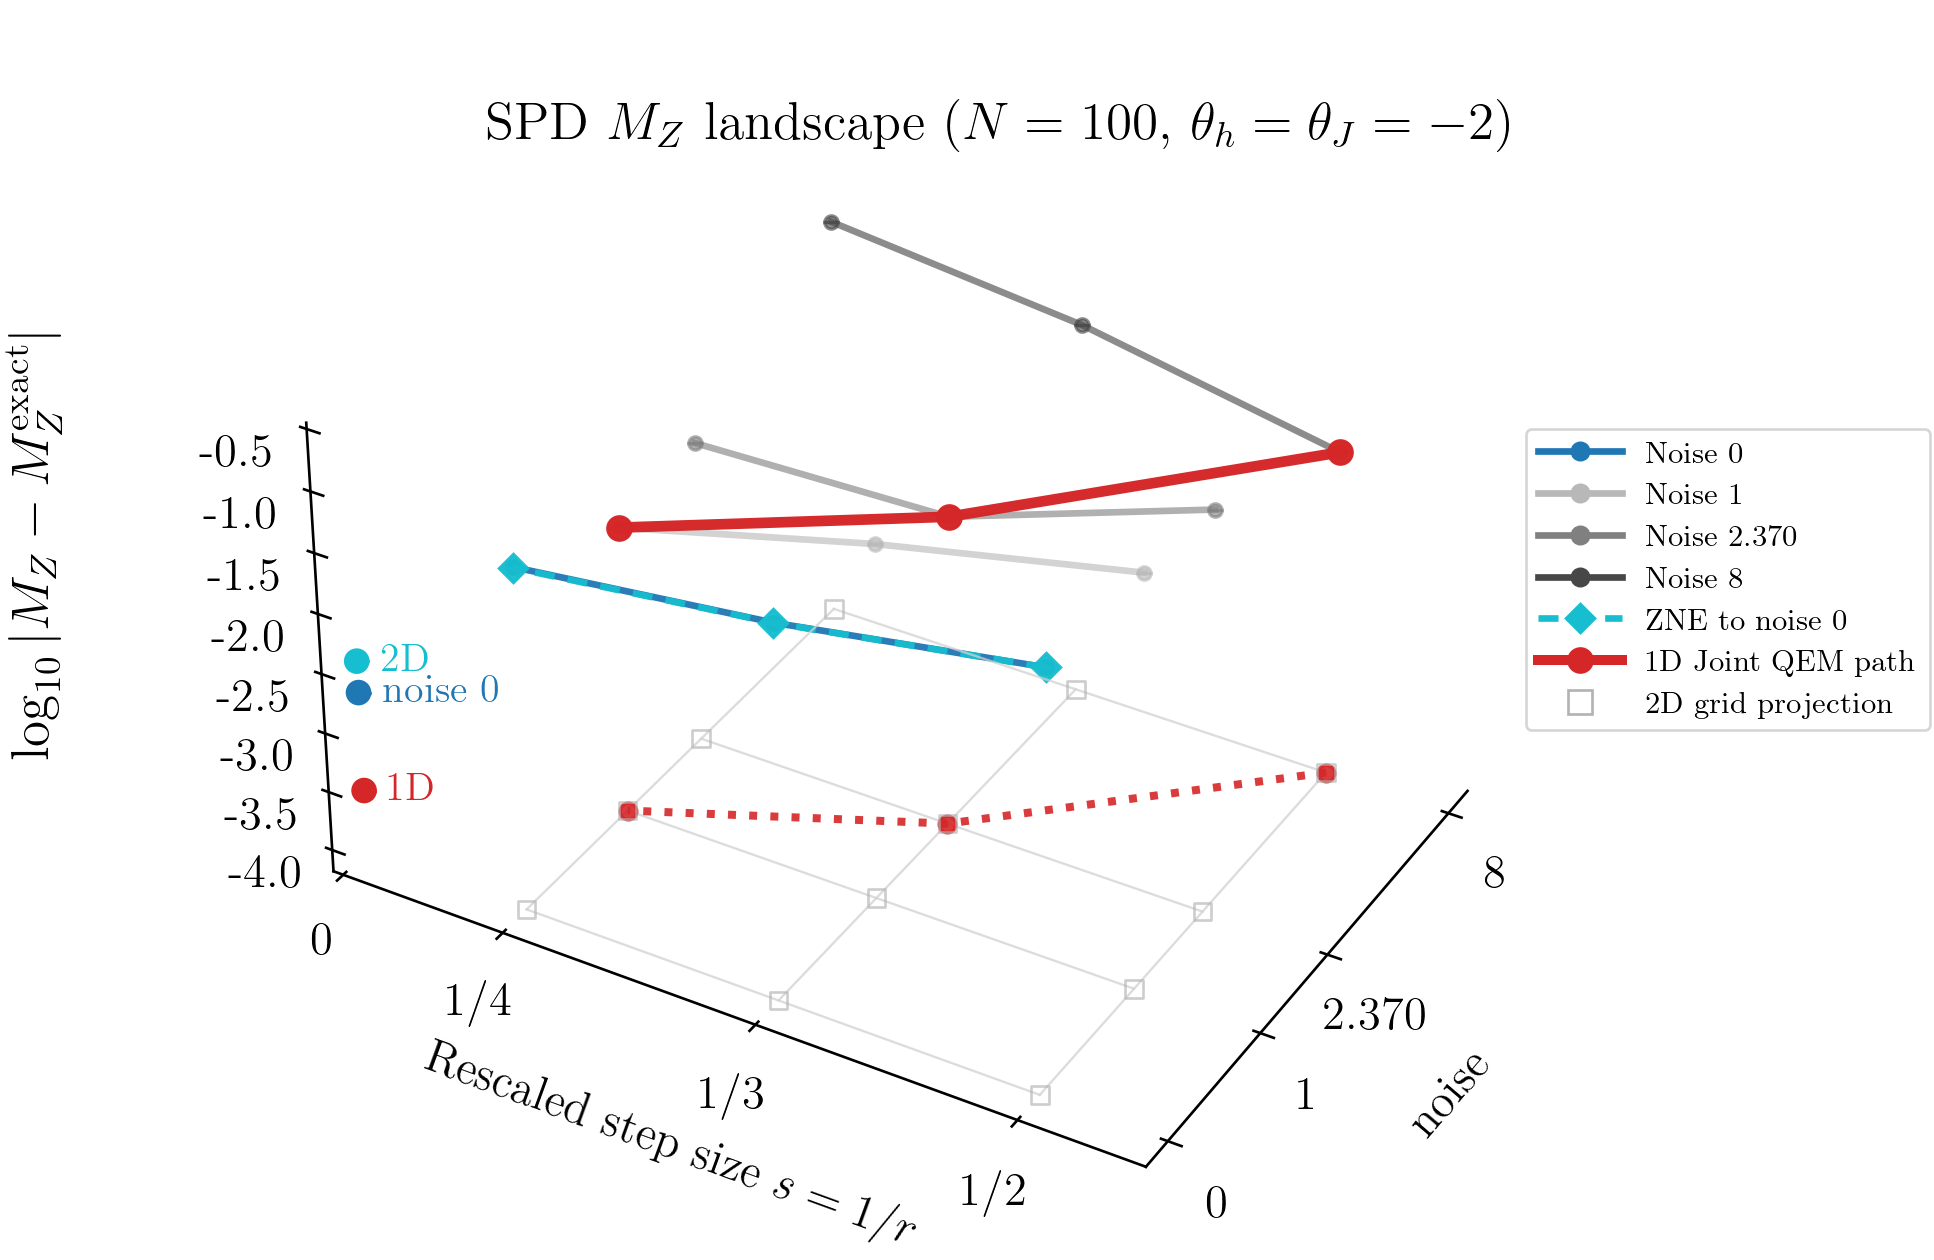 SPD $M_Z$ landscape ($N = 100$, $\theta_h = \theta_J = -2$)
$\log_{10} |M_Z - M_Z^{\mathrm{exact}}|$
-0.5
-1.0
-1.5
-2.0
-2.5
-3.0
-3.5
-4.0
2D
noise 0
1D
0
1/4
1/3
1/2
Rescaled step size $s = 1/r$
0
1
2.370
8
noise
Noise 0
Noise 1
Noise 2.370
Noise 8
ZNE to noise 0
1D Joint QEM path
2D grid projection